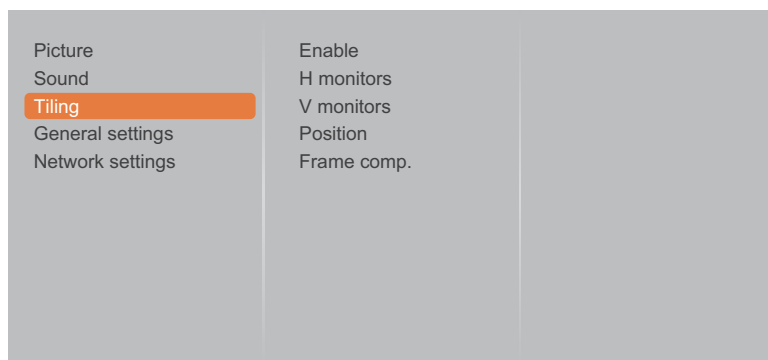 Picture
Sound
Tiling
General settings
Network settings
Enable
H monitors
V monitors
Position
Frame comp.